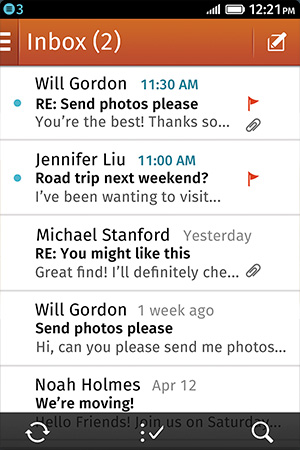 3 12:21PM
Inbox (2)
Will Gordon 11:30 AM
RE: Send photos please
You're the best! Thanks so...
Jennifer Liu 11:00 AM
Road trip next weekend?
I've been wanting to visit...
Michael Stanford Yesterday
RE: You might like this
Great find! I'll definitely che...
Will Gordon 1 week ago
Send photos please
Hi, can you please send me photos...
Noah Holmes Apr 12
We're moving!
Hello Friends! Join us on Saturday...